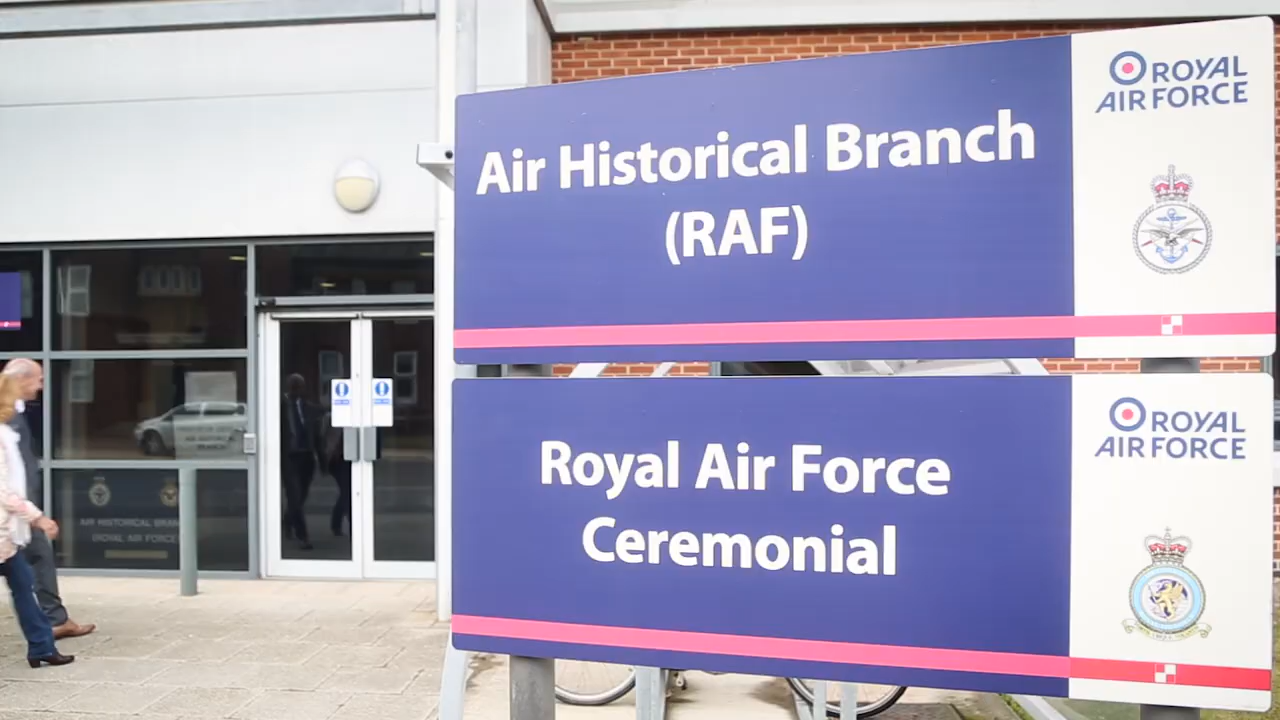 Air Historical Branch
(RAF)
ROYAL
AIR FORCE
Royal Air Force
Ceremonial
ROYAL
AIR FORCE
AIR HISTORICAL BRAN
(ROYAL AIR FORCE)